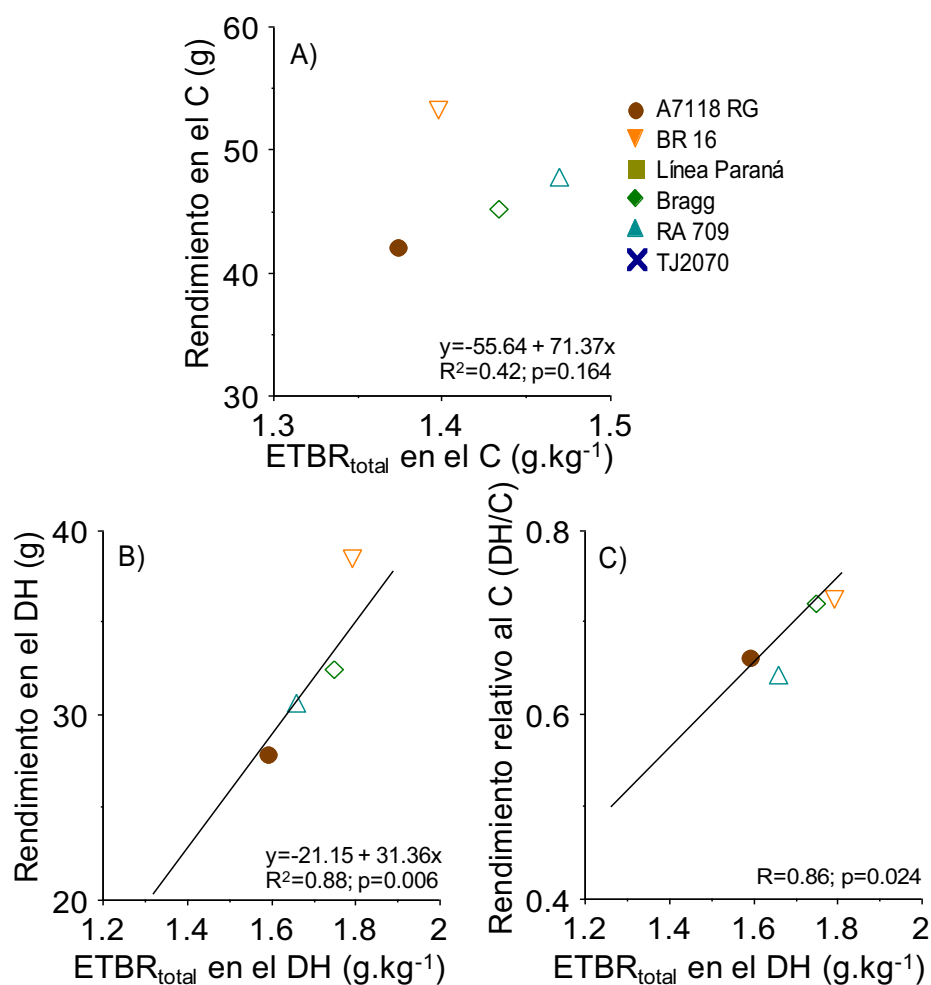 A)
Rendimiento en el C (g)
60
50
40
30
1.3
1.4
1.5
ETBRtotal en el C (g.kg-1)
y=-55.64 + 71.37x
R2=0.42; p=0.164
A7118 RG
BR 16
Línea Paraná
Bragg
RA 709
TJ2070
B)
Rendimiento en el DH (g)
40
30
20
1.2
1.4
1.6
1.8
2
ETBRtotal en el DH (g.kg-1)
y=-21.15 + 31.36x
R2=0.88; p=0.006
C)
Rendimiento relativo al C (DH/C)
0.8
0.6
0.4
1.2
1.4
1.6
1.8
2
ETBRtotal en el DH (g.kg-1)
R=0.86; p=0.024